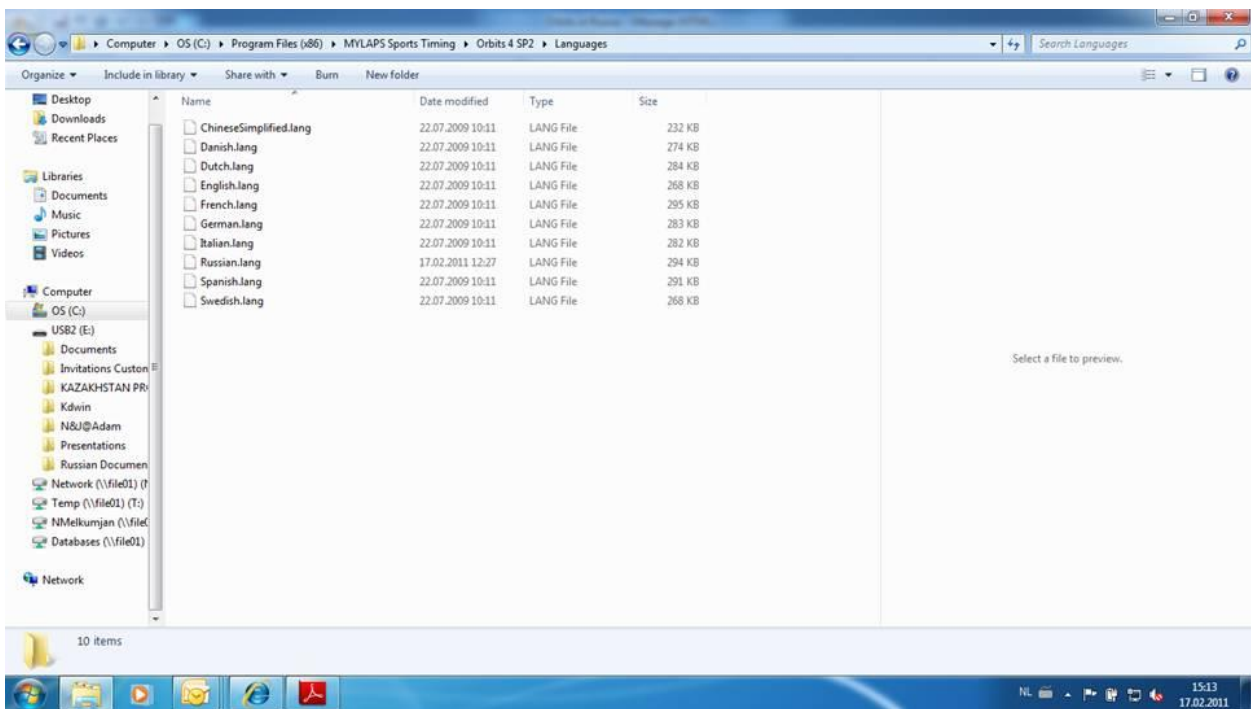 Computer ▸ OS (C:) ▸ Program Files (x86) ▸ MYLAPS Sports Timing ▸ Orbits 4 SP2 ▸ Languages
Search Languages
Organize Include in library Share with Burn New folder
Name Date modified Type Size
Desktop
Downloads
Recent Places
Libraries
Documents
Music
Pictures
Videos
Computer
OS (C:)
USB2 (E:)
Documents
Invitations Custon
KAZAKHSTAN PR
Kdwin
N&J@Adam
Presentations
Russian Documen
Network (\\file01) (
Temp (\\file01) (T:)
NMelkumjan (\\file
Databases (\\file01)
Network
ChineseSimplified.lang 22.07.2009 10:11 LANG File 232 KB
Danish.lang 22.07.2009 10:11 LANG File 274 KB
Dutch.lang 22.07.2009 10:11 LANG File 284 KB
English.lang 22.07.2009 10:11 LANG File 268 KB
French.lang 22.07.2009 10:11 LANG File 295 KB
German.lang 22.07.2009 10:11 LANG File 283 KB
Italian.lang 22.07.2009 10:11 LANG File 282 KB
Russian.lang 17.02.2011 12:27 LANG File 294 KB
Spanish.lang 22.07.2009 10:11 LANG File 291 KB
Swedish.lang 22.07.2009 10:11 LANG File 268 KB
Select a file to preview.
10 items
NL
15:13
17.02.2011